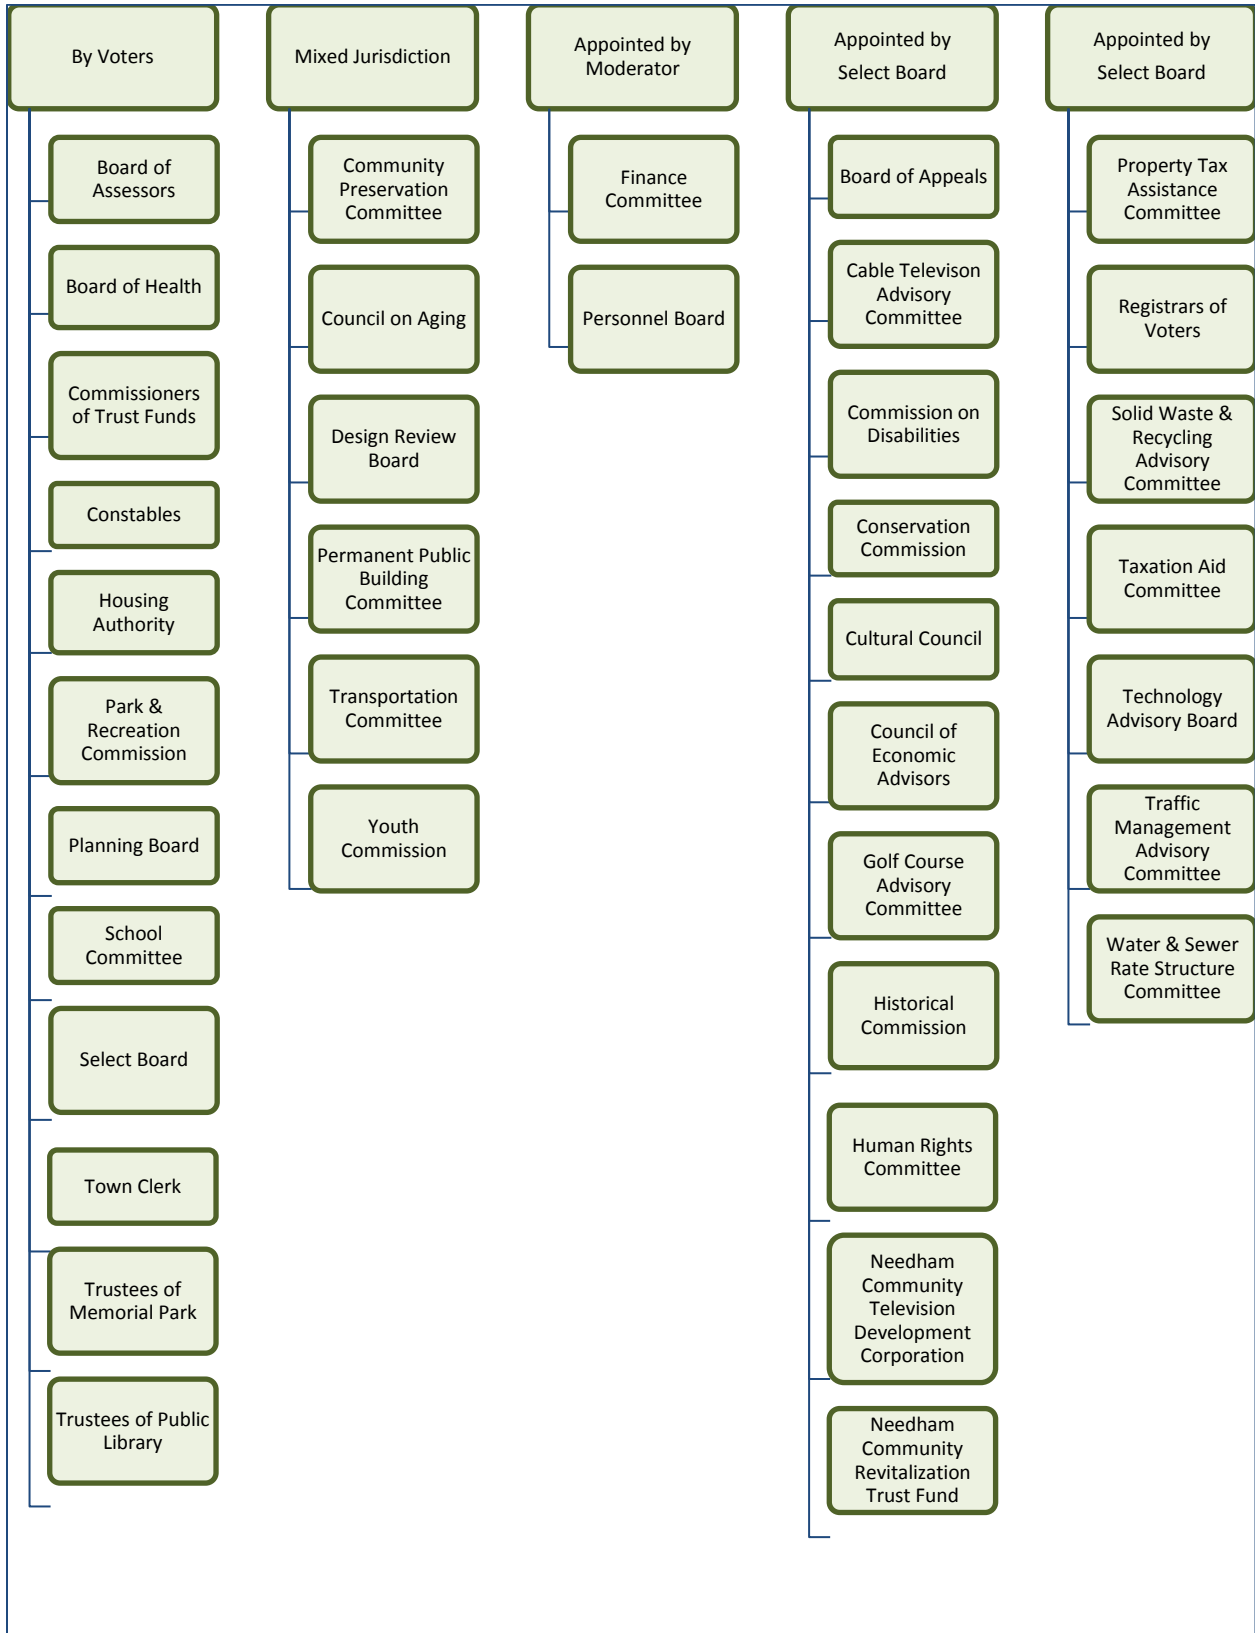 By Voters
Board of
Assessors
Board of Health
Commissioners
of Trust Funds
Constables
Housing
Authority
Park &
Recreation
Commission
Planning Board
School
Committee
Select Board
Town Clerk
Trustees of
Memorial Park
Trustees of Public
Library
Mixed Jurisdiction
Community
Preservation
Committee
Council on Aging
Design Review
Board
Permanent Public
Building
Committee
Transportation
Committee
Youth
Commission
Appointed by
Moderator
Finance
Committee
Personnel Board
Appointed by
Select Board
Board of Appeals
Cable Televison
Advisory
Committee
Commission on
Disabilities
Conservation
Commission
Cultural Council
Council of
Economic
Advisors
Golf Course
Advisory
Committee
Historical
Commission
Human Rights
Committee
Needham
Community
Television
Development
Corporation
Needham
Community
Revitalization
Trust Fund
Appointed by
Select Board
Property Tax
Assistance
Committee
Registrars of
Voters
Solid Waste &
Recycling
Advisory
Committee
Taxation Aid
Committee
Technology
Advisory Board
Traffic
Management
Advisory
Committee
Water & Sewer
Rate Structure
Committee